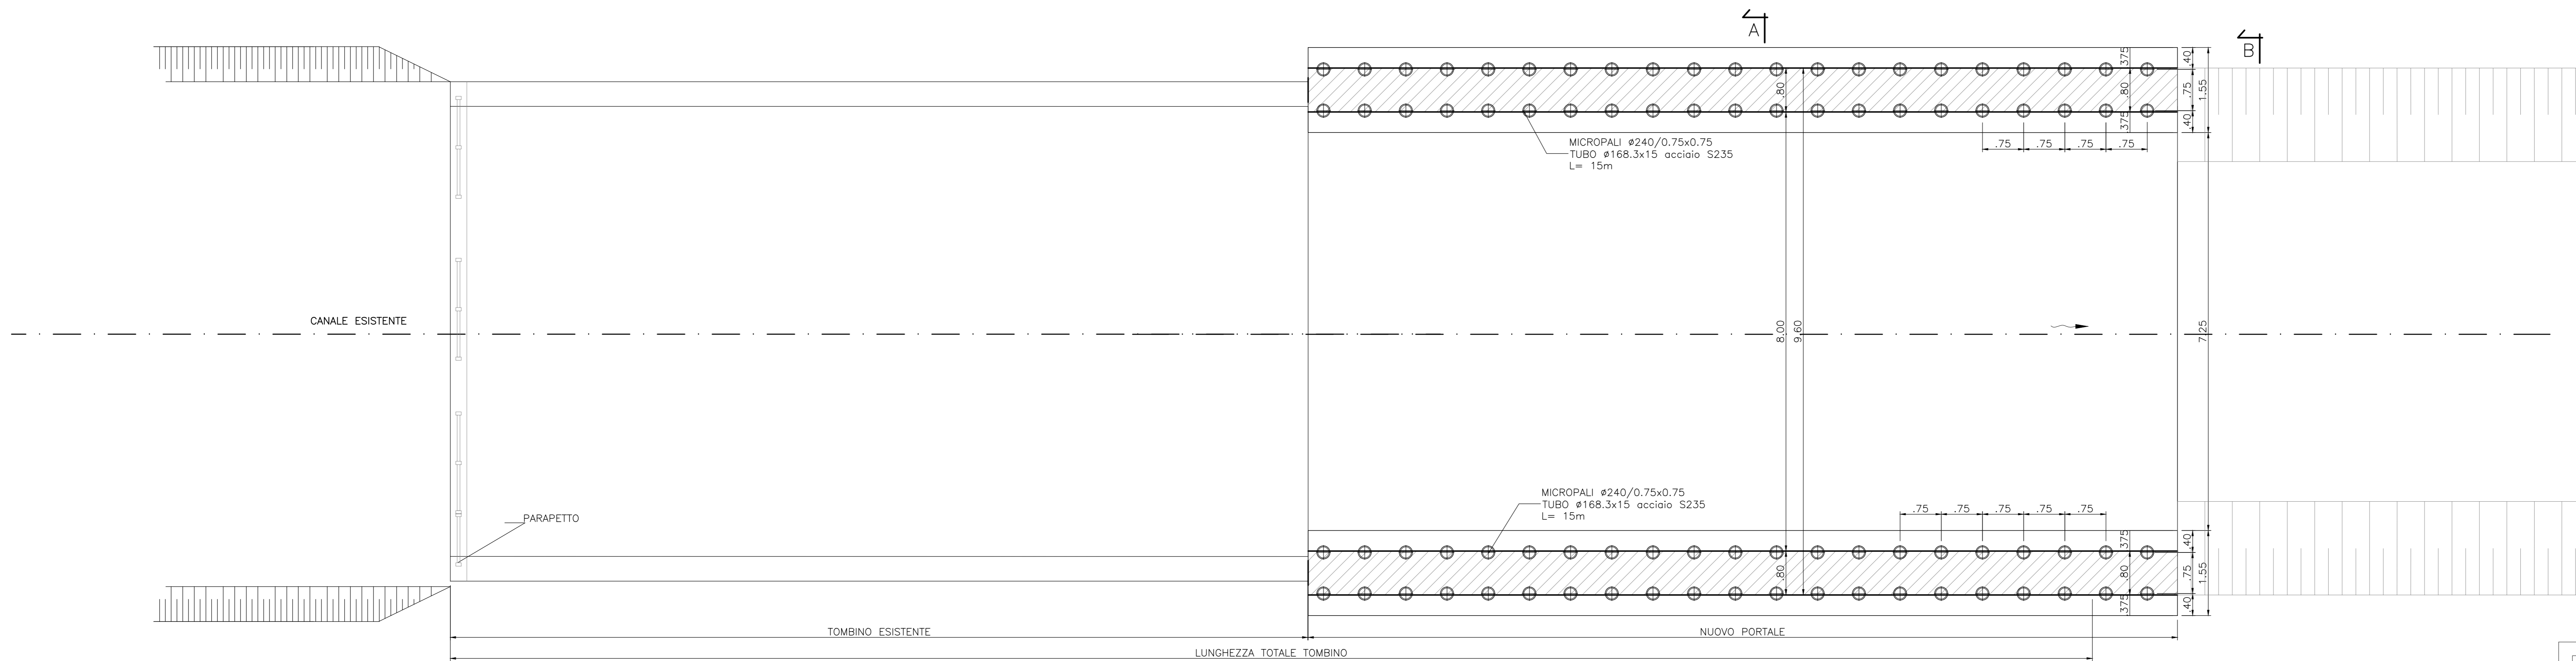 A
B
.375
.40
.80
.80
.75
1.55
.375
.40
MICROPALI ø240/0.75x0.75
TUBO ø168.3x15 acciaio S235
L= 15m
.75
.75
.75
.75
CANALE ESISTENTE
8.00
9.60
7.25
MICROPALI ø240/0.75x0.75
TUBO ø168.3x15 acciaio S235
L= 15m
.75
.75
.75
.75
.75
PARAPETTO
.375
.40
.80
.80
.75
1.55
.375
.40
TOMBINO ESISTENTE
NUOVO PORTALE
LUNGHEZZA TOTALE TOMBINO